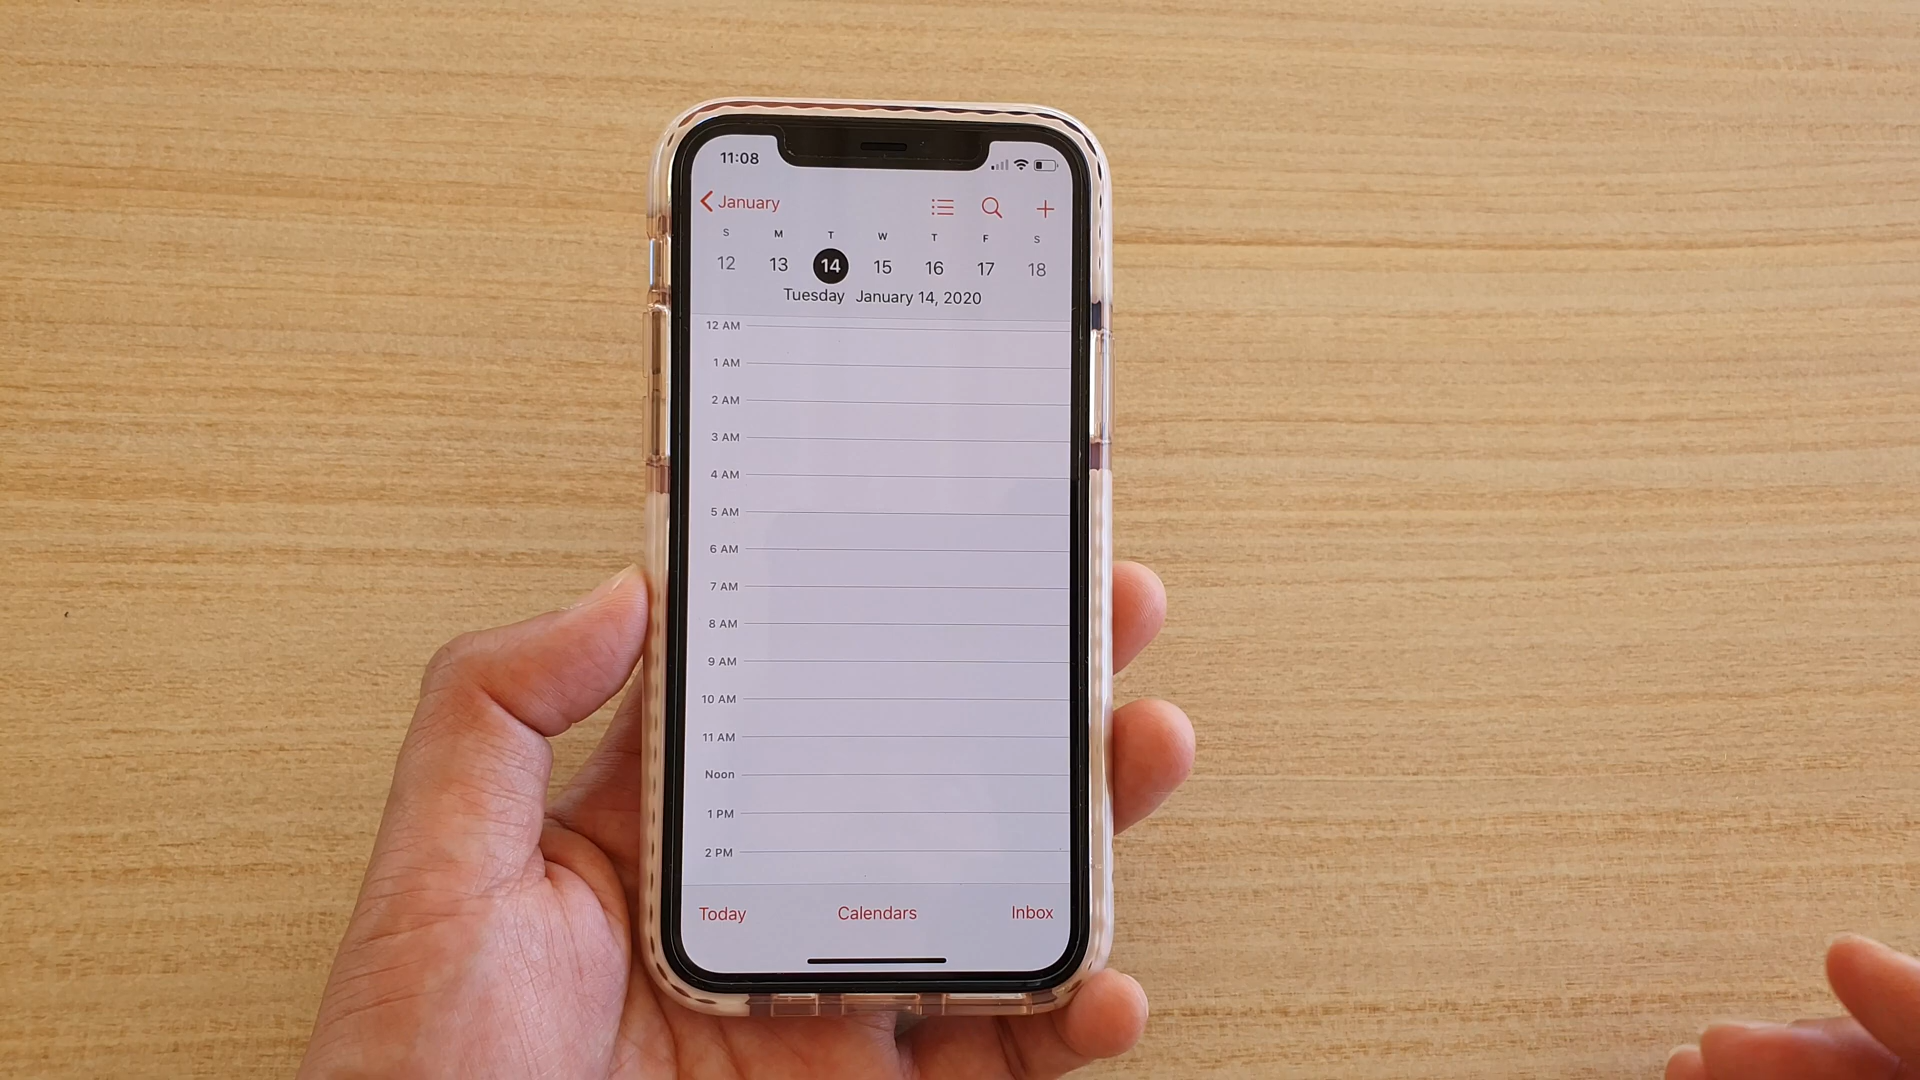 11:08
January
S M T W T F S
12 13 14 15 16 17 18
Tuesday January 14, 2020
12 AM
1 AM
2 AM
3 AM
4 AM
5 AM
6 AM
7 AM
8 AM
9 AM
10 AM
11 AM
Noon
1 PM
2 PM
Today Calendars Inbox